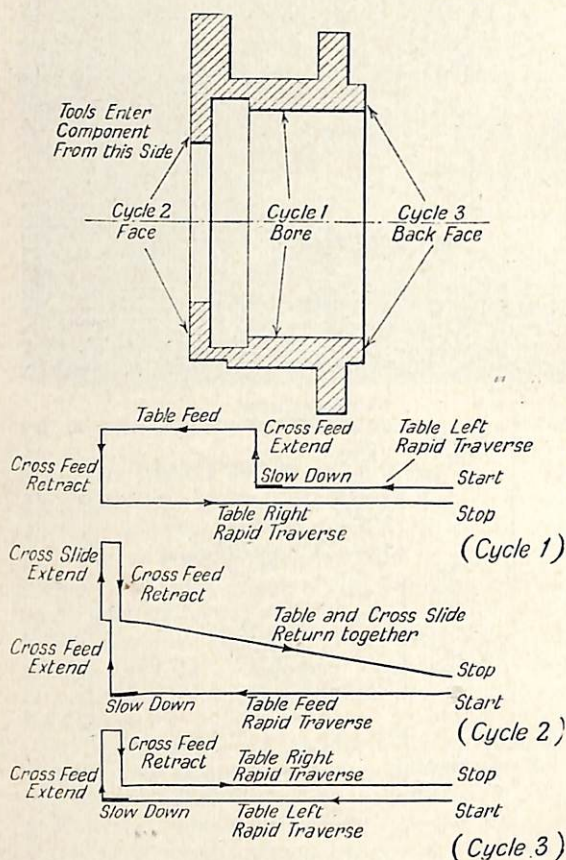 Tools Enter
Component
From this Side
Cycle 2
Face
Cycle 1
Bore
Cycle 3
Back Face
Table Feed
Cross Feed
Extend
Table Left
Rapid Traverse
Cross Feed
Retract
Slow Down
Start
Table Right
Rapid Traverse
Stop
(Cycle 1)
Cross Slide
Extend
Cross Feed
Retract
Table and Cross Slide
Return together
Cross Feed
Extend
Stop
Slow Down
Table Feed
Rapid Traverse
Start
(Cycle 2)
Cross Feed
Retract
Table Right
Rapid Traverse
Stop
Cross Feed
Extend
Slow Down
Table Left
Rapid Traverse
Start
(Cycle 3)